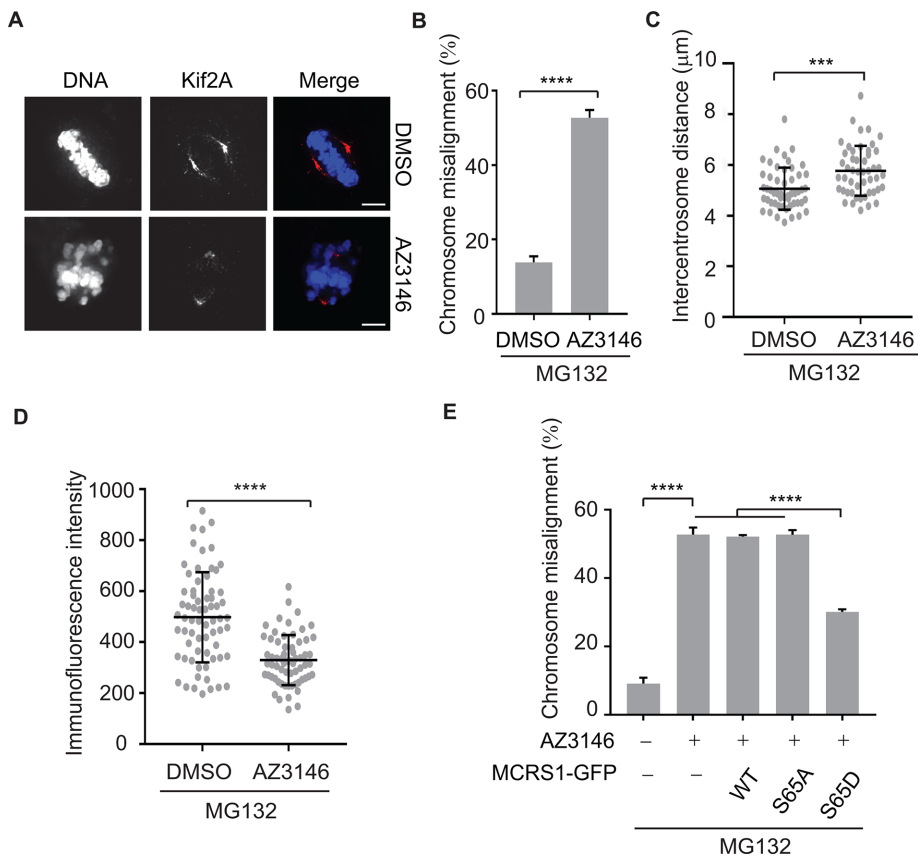 A
DNA Kif2A Merge
DMSO
AZ3146
B
Chromosome misalignment (%)
60
40
20
0
****
DMSO AZ3146
MG132
C
Intercentrosome distance (μm)
10
8
6
4
2
0
***
DMSO AZ3146
MG132
D
Immunofluorescence intensity
1000
800
600
400
200
0
****
DMSO AZ3146
MG132
E
Chromosome misalignment (%)
60
40
20
0
**** ****
AZ3146 – + + + +
MCRS1-GFP – – WT S65A S65D
MG132